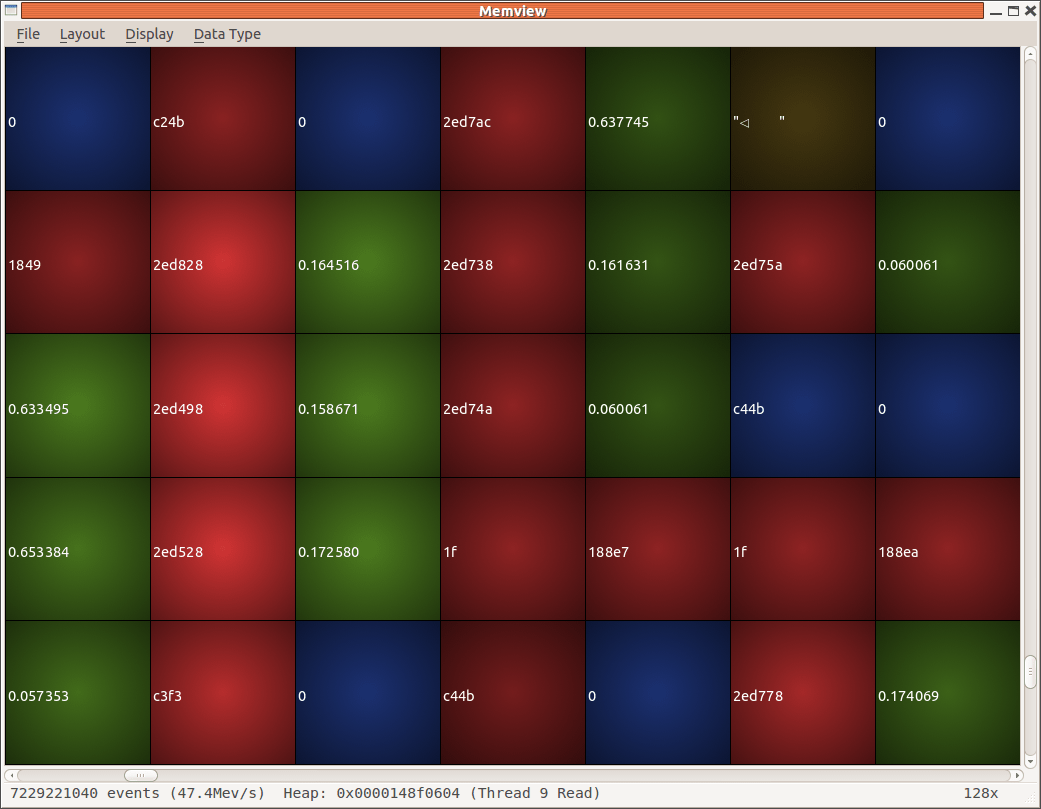 Memview
File Layout Display Data Type
0 c24b 0 2ed7ac 0.637745 "◁ " 0
1849 2ed828 0.164516 2ed738 0.161631 2ed75a 0.060061
0.633495 2ed498 0.158671 2ed74a 0.060061 c44b 0
0.653384 2ed528 0.172580 1f 188e7 1f 188ea
0.057353 c3f3 0 c44b 0 2ed778 0.174069
7229221040 events (47.4Mev/s) Heap: 0x0000148f0604 (Thread 9 Read) 128x